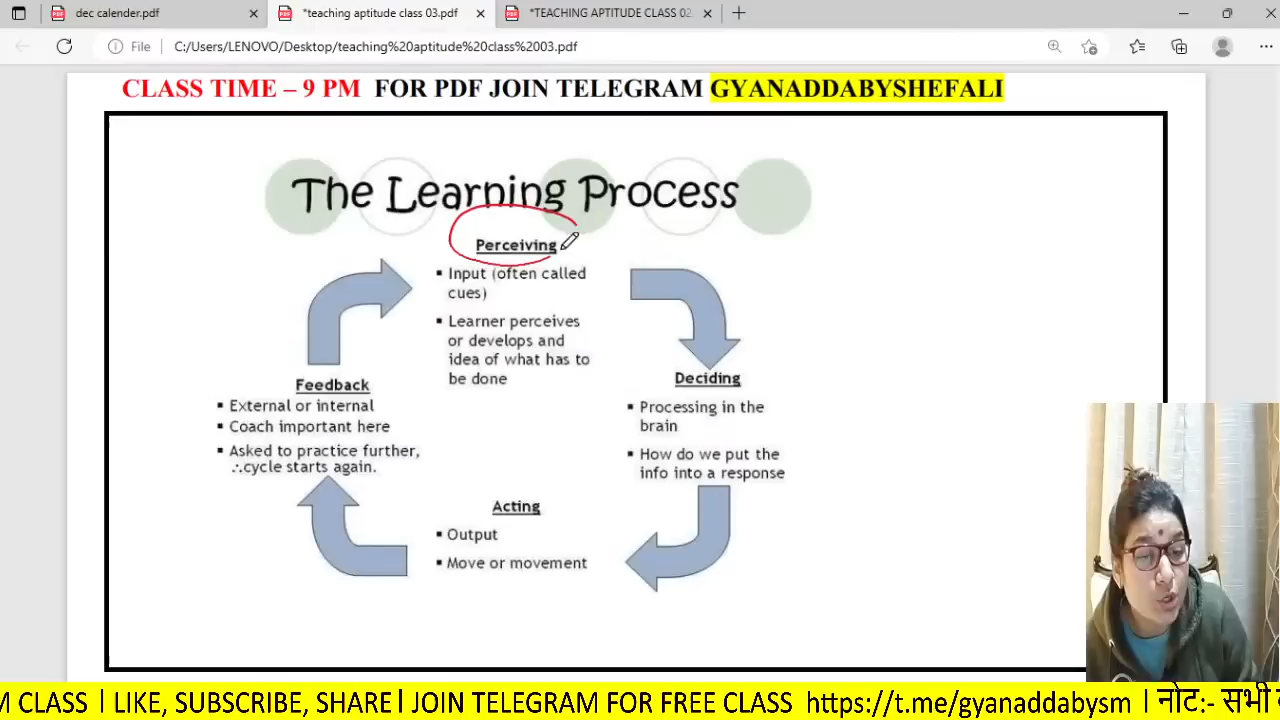 dec calender.pdf
*teaching aptitude class 03.pdf
*TEACHING APTITUDE CLASS 02.
File
C:/Users/LENOVO/Desktop/teaching%20aptitude%20class%2003.pdf
CLASS TIME – 9 PM FOR PDF JOIN TELEGRAM GYANADDABYSHEFALI
The Learning Process
Perceiving
▪ Input (often called
cues)
▪ Learner perceives
or develops and
idea of what has to
be done
Deciding
▪ Processing in the
brain
▪ How do we put the
info into a response
Acting
▪ Output
▪ Move or movement
Feedback
▪ External or internal
▪ Coach important here
▪ Asked to practice further,
∴cycle starts again.
M CLASS | LIKE, SUBSCRIBE, SHARE| JOIN TELEGRAM FOR FREE CLASS https://t.me/gyanaddabysm | नोट:- सभी